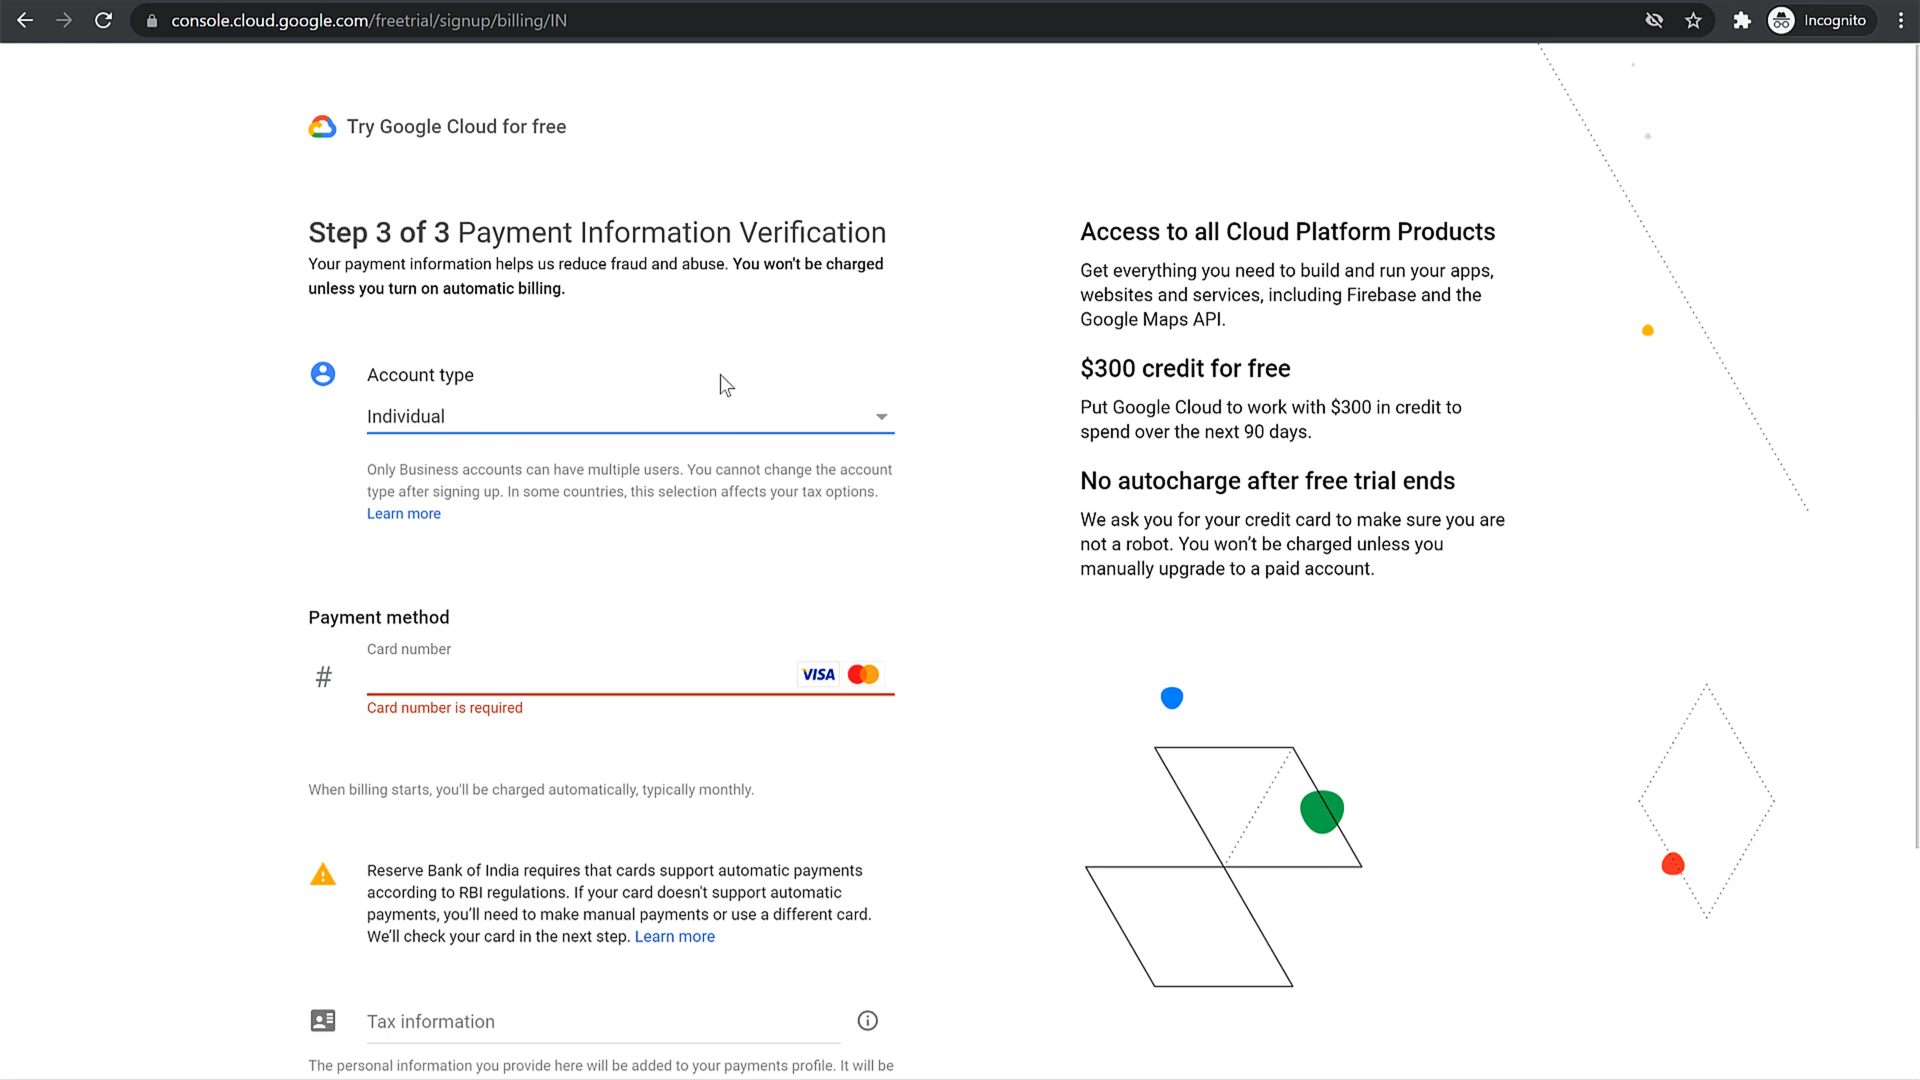 console.cloud.google.com/freetrial/signup/billing/IN
Incognito
Try Google Cloud for free
Step 3 of 3 Payment Information Verification
Your payment information helps us reduce fraud and abuse. You won't be charged
unless you turn on automatic billing.
Account type
Individual
Only Business accounts can have multiple users. You cannot change the account
type after signing up. In some countries, this selection affects your tax options.
Learn more
Payment method
Card number
#
VISA
Card number is required
When billing starts, you'll be charged automatically, typically monthly.
Reserve Bank of India requires that cards support automatic payments
according to RBI regulations. If your card doesn't support automatic
payments, you'll need to make manual payments or use a different card.
We'll check your card in the next step. Learn more
Tax information
The personal information you provide here will be added to your payments profile. It will be
Access to all Cloud Platform Products
Get everything you need to build and run your apps,
websites and services, including Firebase and the
Google Maps API.
$300 credit for free
Put Google Cloud to work with $300 in credit to
spend over the next 90 days.
No autocharge after free trial ends
We ask you for your credit card to make sure you are
not a robot. You won’t be charged unless you
manually upgrade to a paid account.